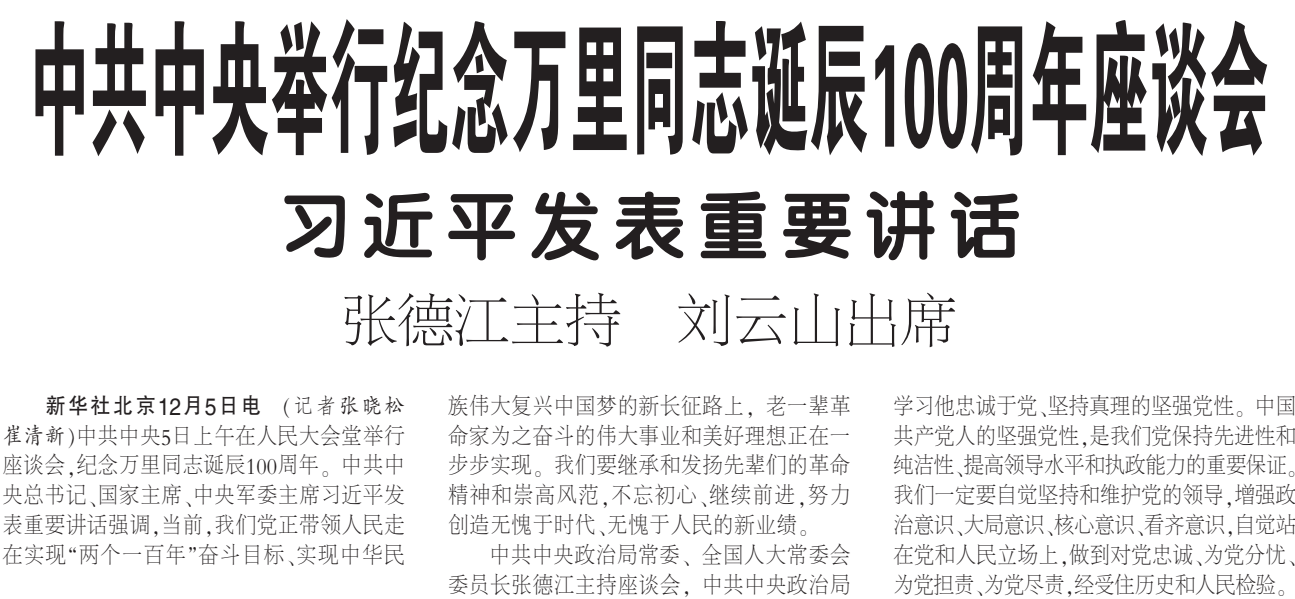 中共中央举行纪念万里同志诞辰100周年座谈会
习近平发表重要讲话
张德江主持　刘云山出席
新华社北京12月5日电　(记者张晓松
崔清新)中共中央5日上午在人民大会堂举行
座谈会,纪念万里同志诞辰100周年。中共中
央总书记、国家主席、中央军委主席习近平发
表重要讲话强调,当前,我们党正带领人民走
在实现“两个一百年”奋斗目标、实现中华民
族伟大复兴中国梦的新长征路上，老一辈革
命家为之奋斗的伟大事业和美好理想正在一
步步实现。我们要继承和发扬先辈们的革命
精神和崇高风范,不忘初心、继续前进,努力
创造无愧于时代、无愧于人民的新业绩。
中共中央政治局常委、全国人大常委会
委员长张德江主持座谈会，中共中央政治局
学习他忠诚于党、坚持真理的坚强党性。中国
共产党人的坚强党性,是我们党保持先进性和
纯洁性、提高领导水平和执政能力的重要保证。
我们一定要自觉坚持和维护党的领导,增强政
治意识、大局意识、核心意识、看齐意识,自觉站
在党和人民立场上,做到对党忠诚、为党分忧、
为党担责、为党尽责,经受住历史和人民检验。